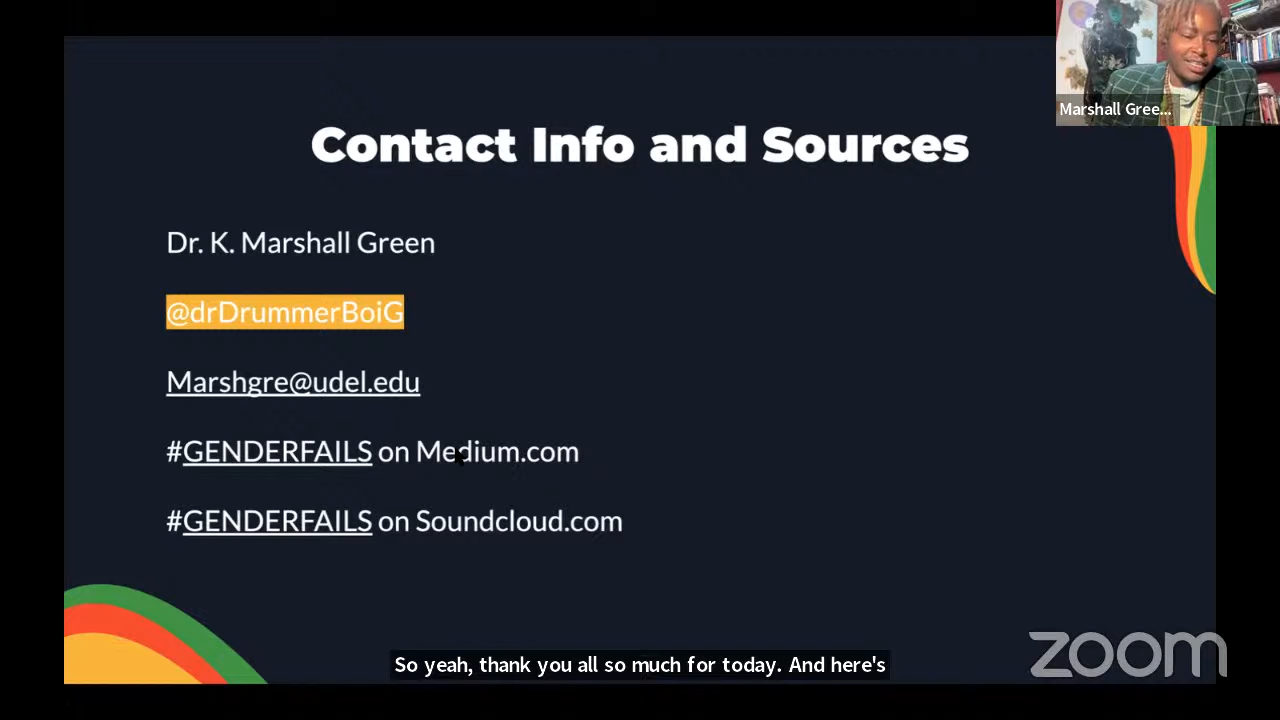 Marshall Gree...
Contact Info and Sources
Dr. K. Marshall Green
@drDrummerBoiG
Marshgre@udel.edu
#GENDERFAILS on Medium.com
#GENDERFAILS on Soundcloud.com
So yeah, thank you all so much for today. And here's
zoom